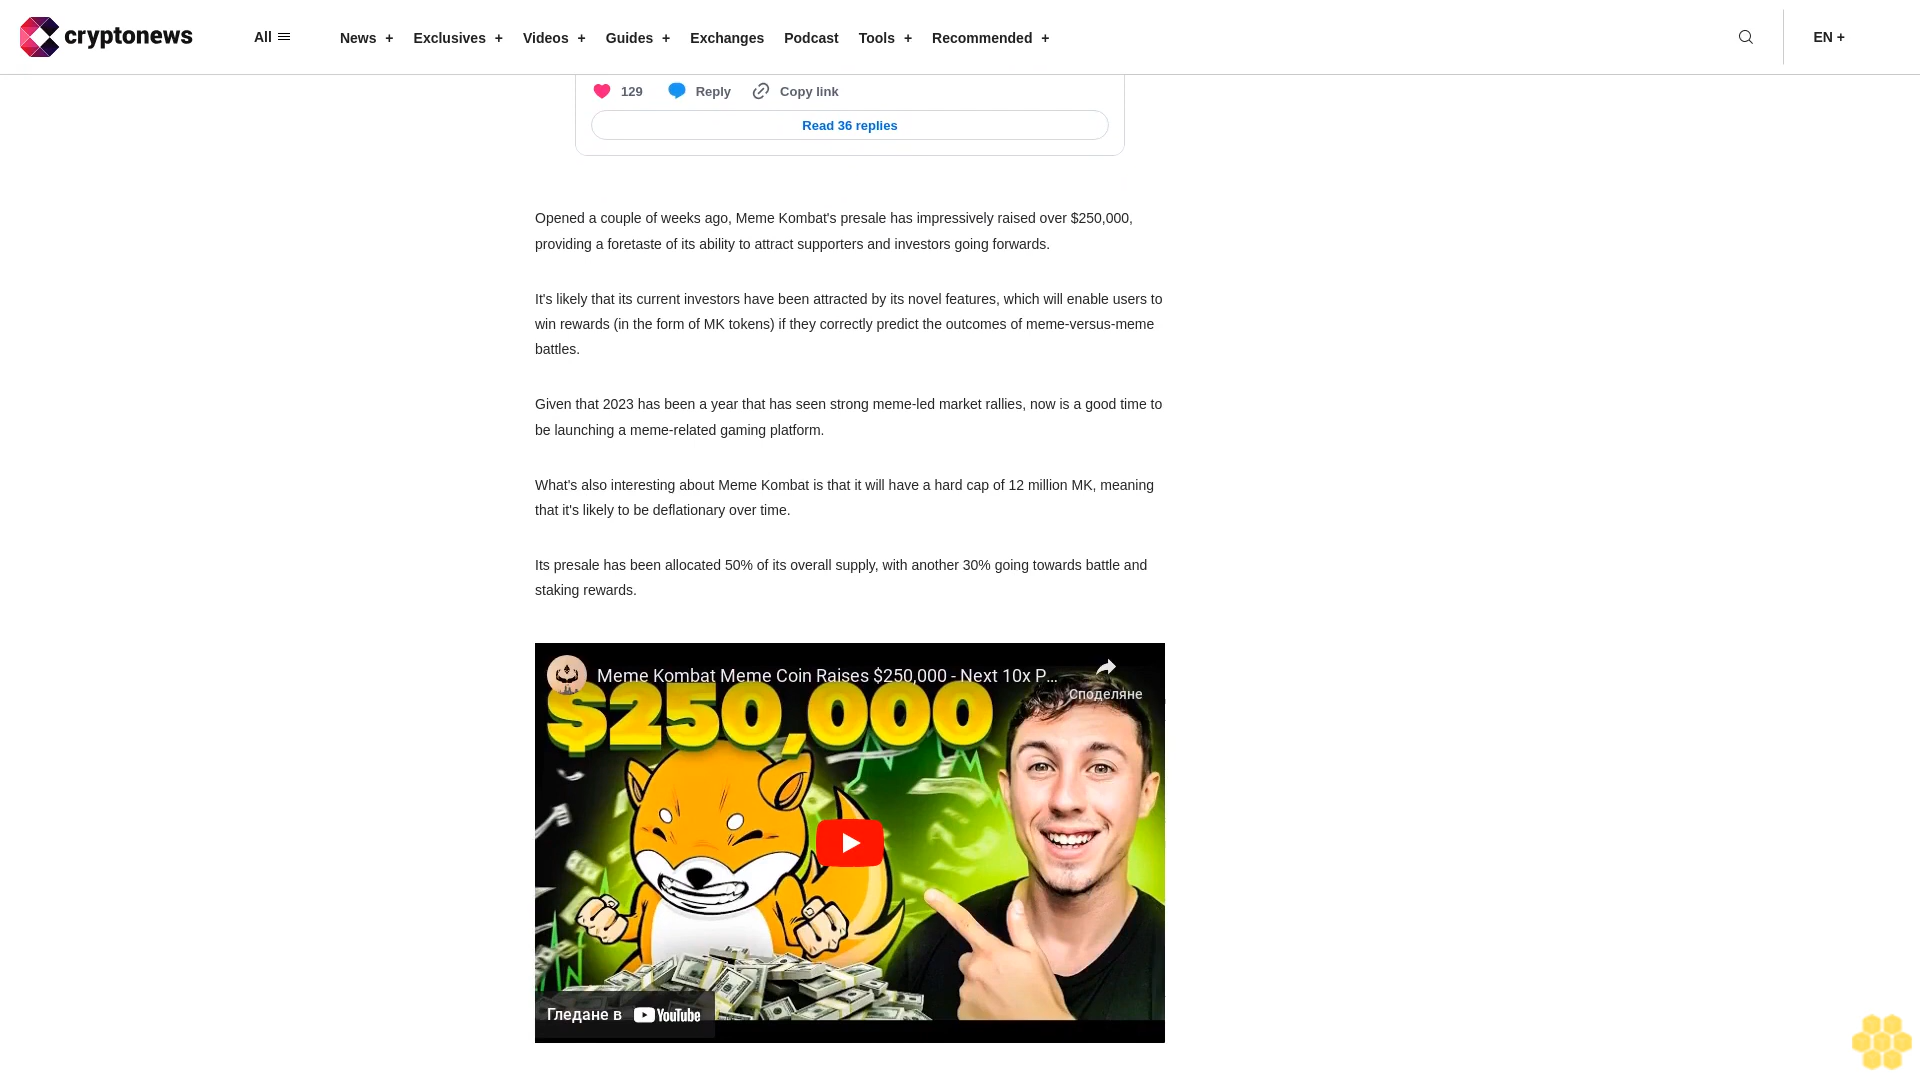 cryptonews
All
News +
Exclusives +
Videos +
Guides +
Exchanges
Podcast
Tools +
Recommended +
EN +
129
Reply
Copy link
Read 36 replies
Opened a couple of weeks ago, Meme Kombat's presale has impressively raised over $250,000,
providing a foretaste of its ability to attract supporters and investors going forwards.
It's likely that its current investors have been attracted by its novel features, which will enable users to
win rewards (in the form of MK tokens) if they correctly predict the outcomes of meme-versus-meme
battles.
Given that 2023 has been a year that has seen strong meme-led market rallies, now is a good time to
be launching a meme-related gaming platform.
What's also interesting about Meme Kombat is that it will have a hard cap of 12 million MK, meaning
that it's likely to be deflationary over time.
Its presale has been allocated 50% of its overall supply, with another 30% going towards battle and
staking rewards.
Meme Kombat Meme Coin Raises $250,000 - Next 10x P...
Споделяне
$250,000
Гледане в YouTube